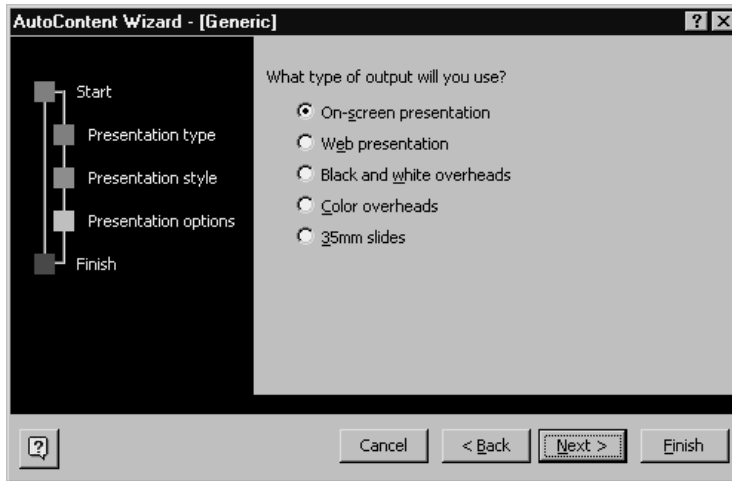 AutoContent Wizard - [Generic]
Start
Presentation type
Presentation style
Presentation options
Finish
What type of output will you use?
On-screen presentation
Web presentation
Black and white overheads
Color overheads
35mm slides
Cancel < Back Next > Finish